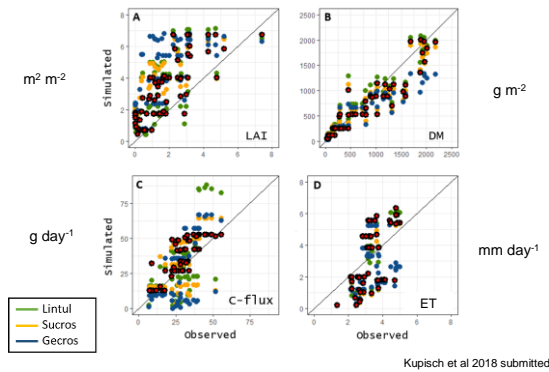 A
8
6
4
2
0
0 2 4 6 8
Simulated
LAI
m² m⁻²
B
2500
2000
1500
1000
500
0
0 500 1000 1500 2000 2500
DM
g m⁻²
C
75
50
25
0
0 25 50 75
Simulated
Observed
C-flux
g day⁻¹
D
8
6
4
2
0
0 2 4 6 8
Observed
ET
mm day⁻¹
Lintul
Sucros
Gecros
Kupisch et al 2018 submitted